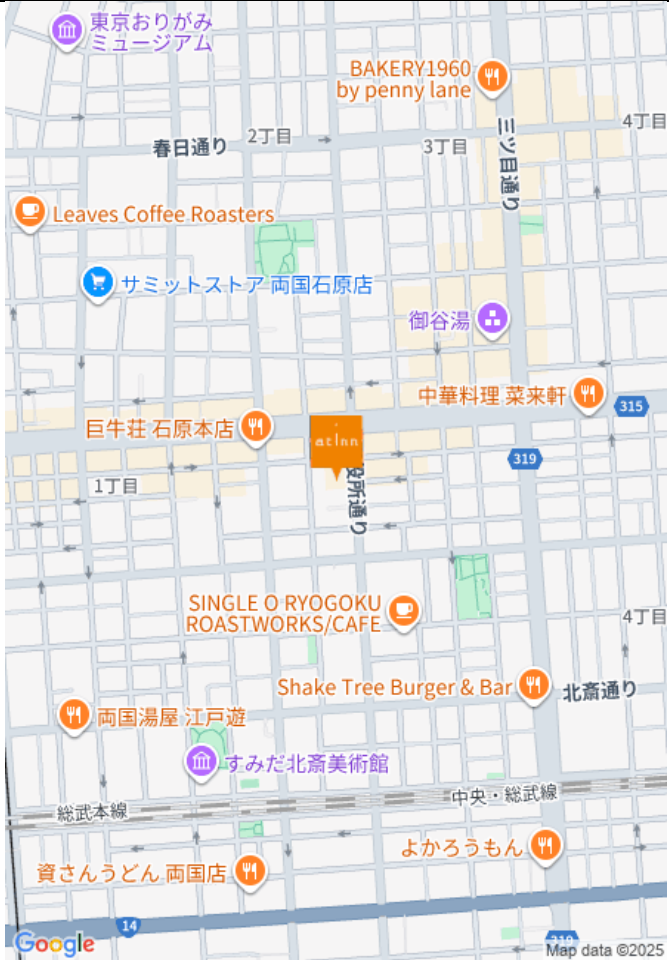 東京おりがみ
ミュージアム
BAKERY1960
by penny lane
4丁目
2丁目
春日通り
3丁目
三ツ目通り
Leaves Coffee Roasters
サミットストア 両国石原店
御谷湯
中華料理 菜来軒
315
巨牛荘 石原本店
at Inn
319
1丁目
役所通り
SINGLE O RYOGOKU
ROASTWORKS/CAFE
4丁目
Shake Tree Burger & Bar
北斎通り
両国湯屋 江戸遊
すみだ北斎美術館
中央・総武線
総武本線
よかろうもん
資さんうどん 両国店
14
319
Google
Map data ©2025